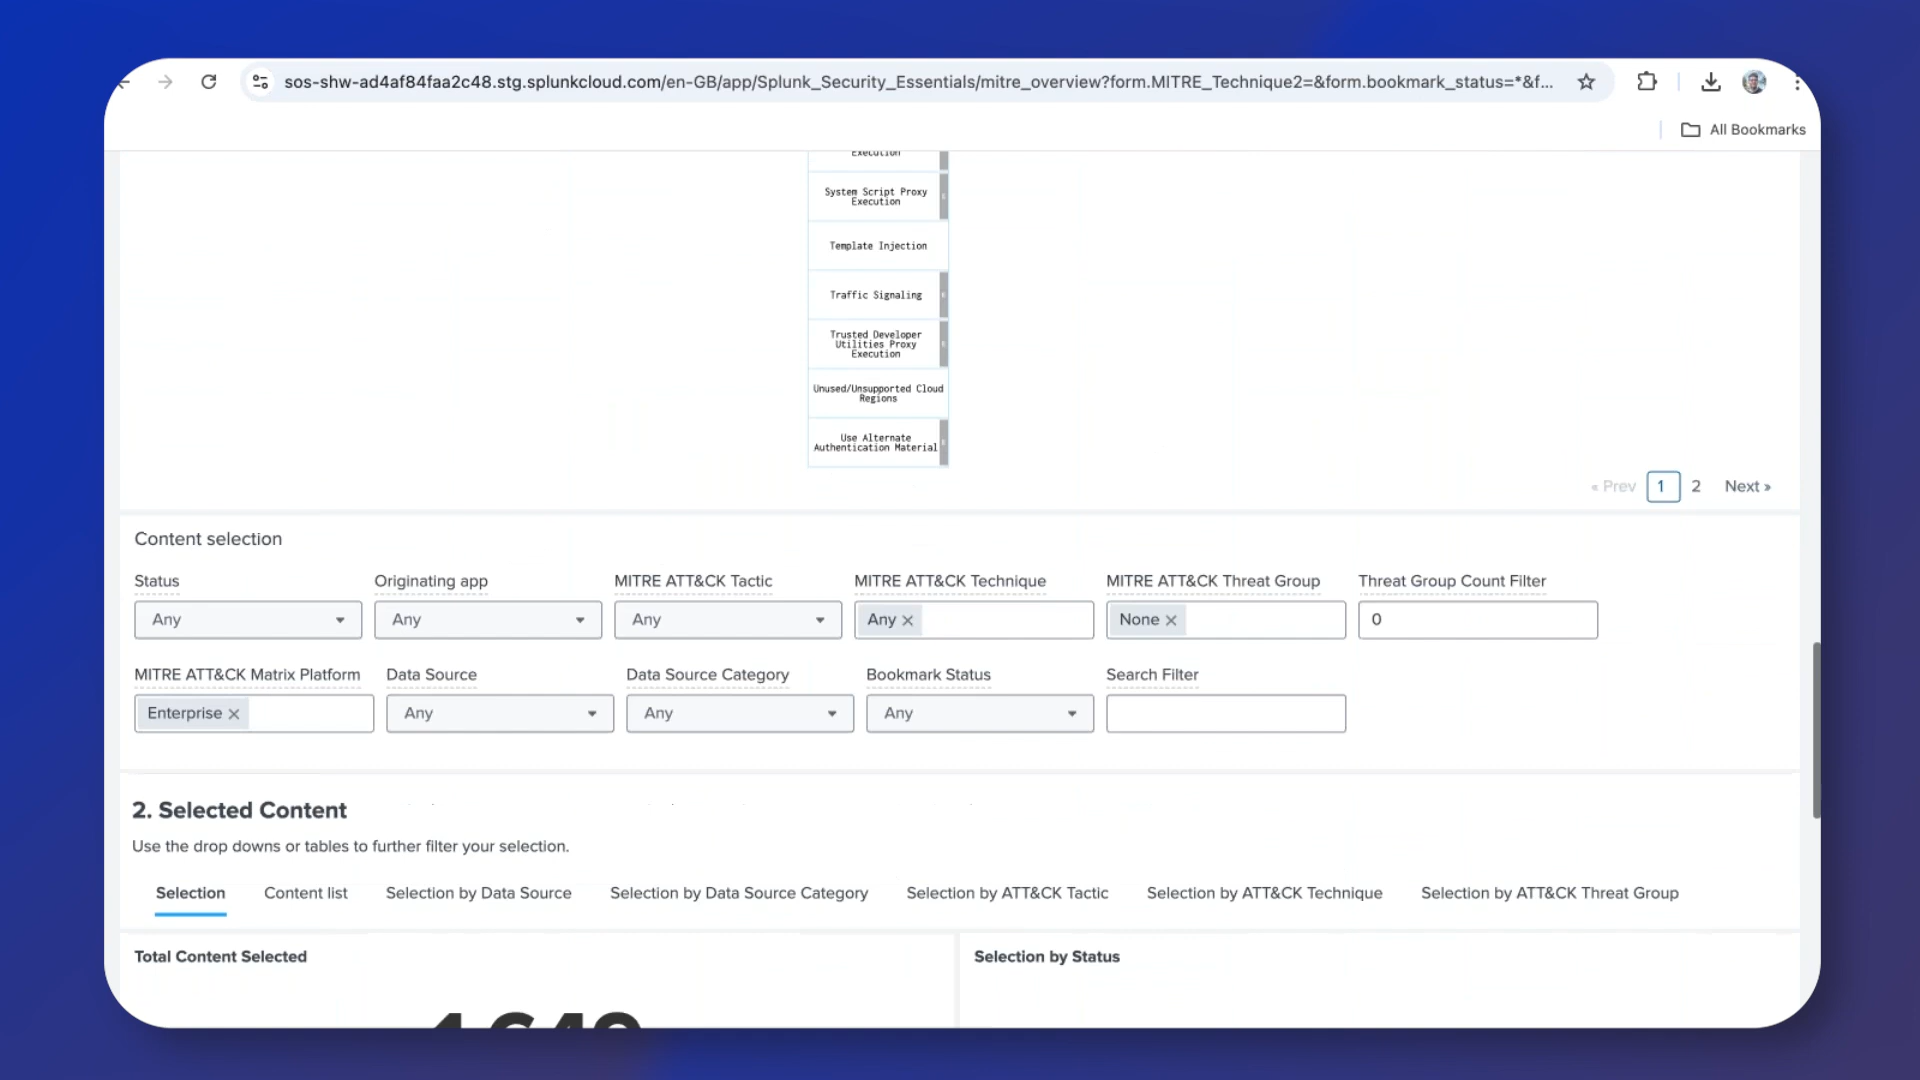 sos-shw-ad4af84faa2c48.stg.splunkcloud.com/en-GB/app/Splunk_Security_Essentials/mitre_overview?form.MITRE_Technique2=&form.bookmark_status=*&f...
All Bookmarks
Execution
System Script Proxy
Execution
Template Injection
Traffic Signaling
Trusted Developer
Utilities Proxy
Execution
Unused/Unsupported Cloud
Regions
Use Alternate
Authentication Material
« Prev 1 2 Next »
Content selection
Status Originating app MITRE ATT&CK Tactic MITRE ATT&CK Technique MITRE ATT&CK Threat Group Threat Group Count Filter
Any Any Any Any × None × 0
MITRE ATT&CK Matrix Platform Data Source Data Source Category Bookmark Status Search Filter
Enterprise × Any Any Any
2. Selected Content
Use the drop downs or tables to further filter your selection.
Selection Content list Selection by Data Source Selection by Data Source Category Selection by ATT&CK Tactic Selection by ATT&CK Technique Selection by ATT&CK Threat Group
Total Content Selected Selection by Status